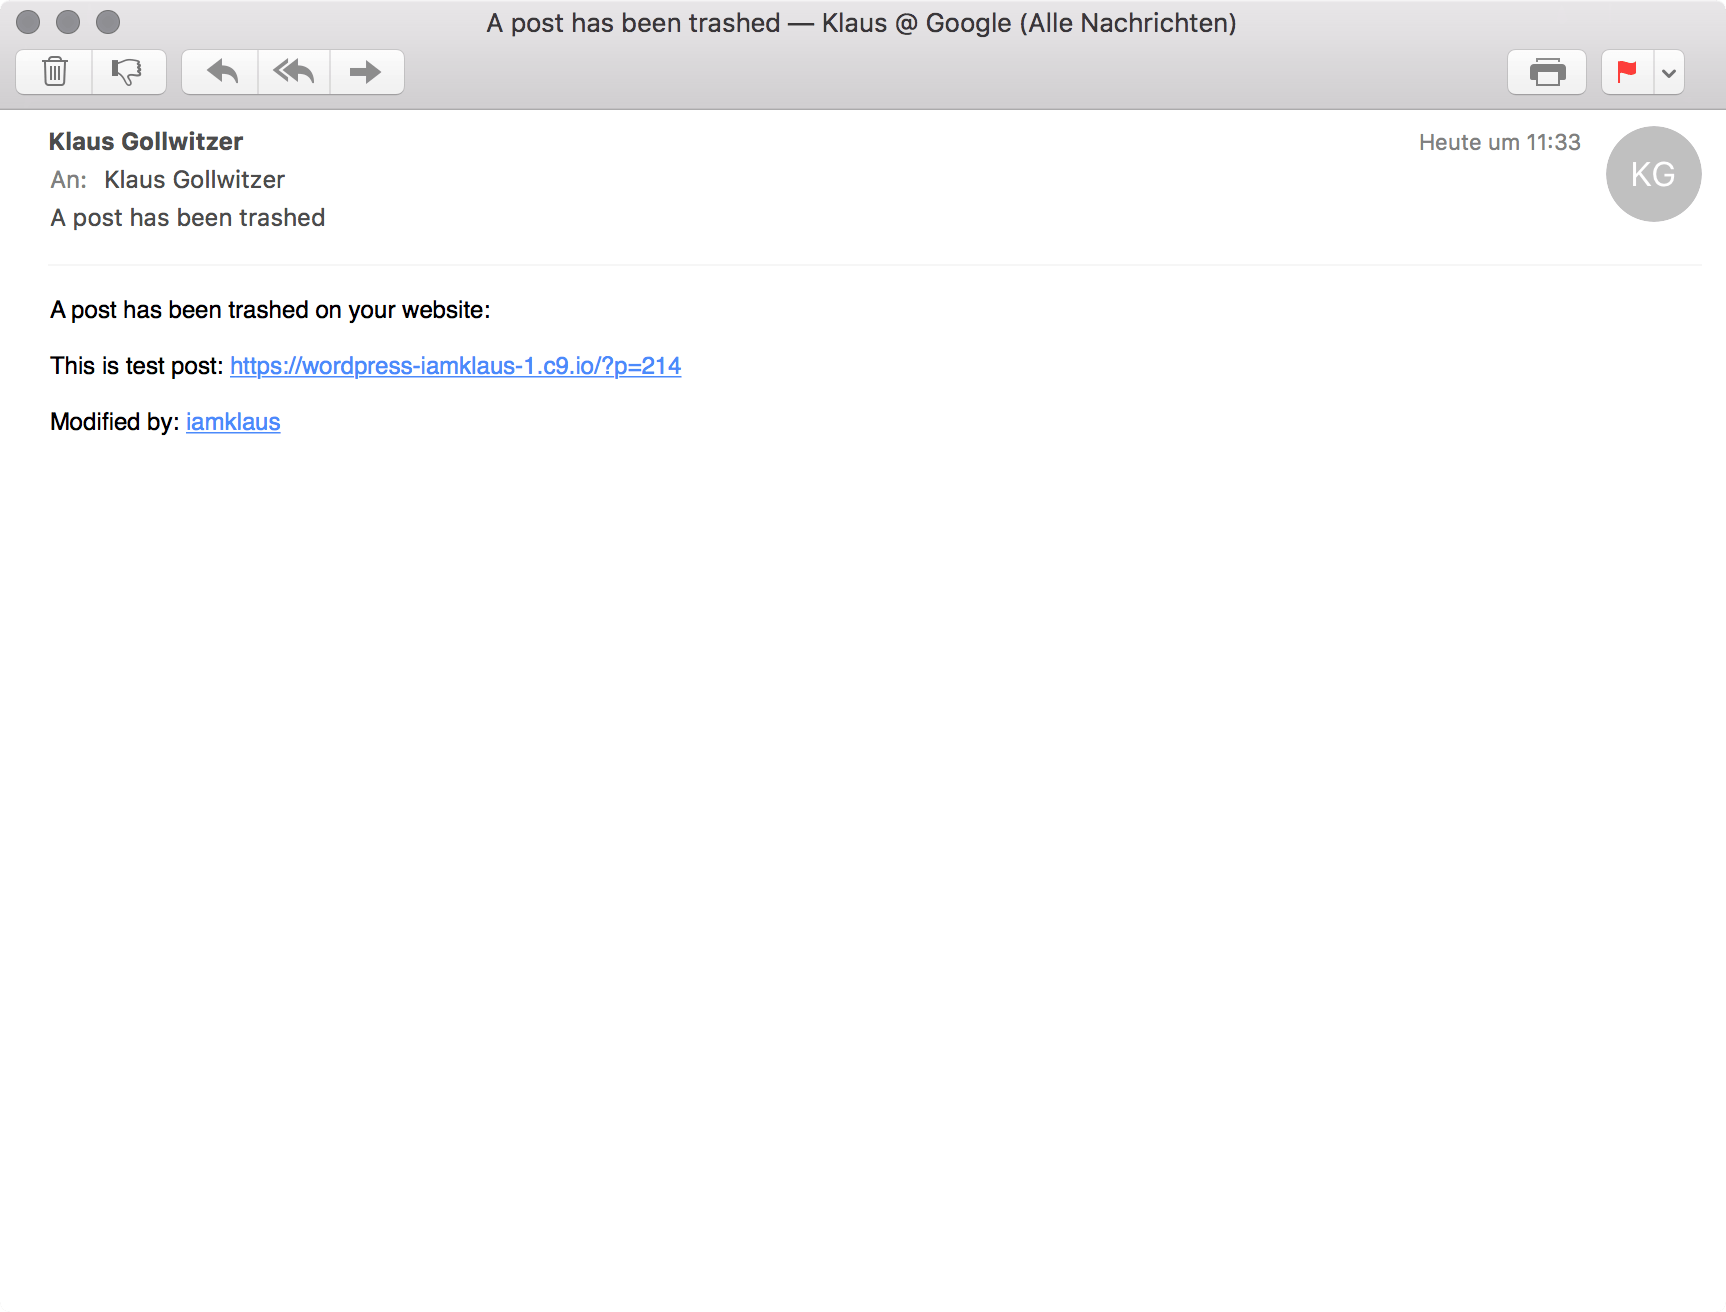 A post has been trashed — Klaus @ Google (Alle Nachrichten)
Klaus Gollwitzer
Heute um 11:33
KG
An: Klaus Gollwitzer
A post has been trashed
A post has been trashed on your website:
This is test post: https://wordpress-iamklaus-1.c9.io/?p=214
Modified by: iamklaus